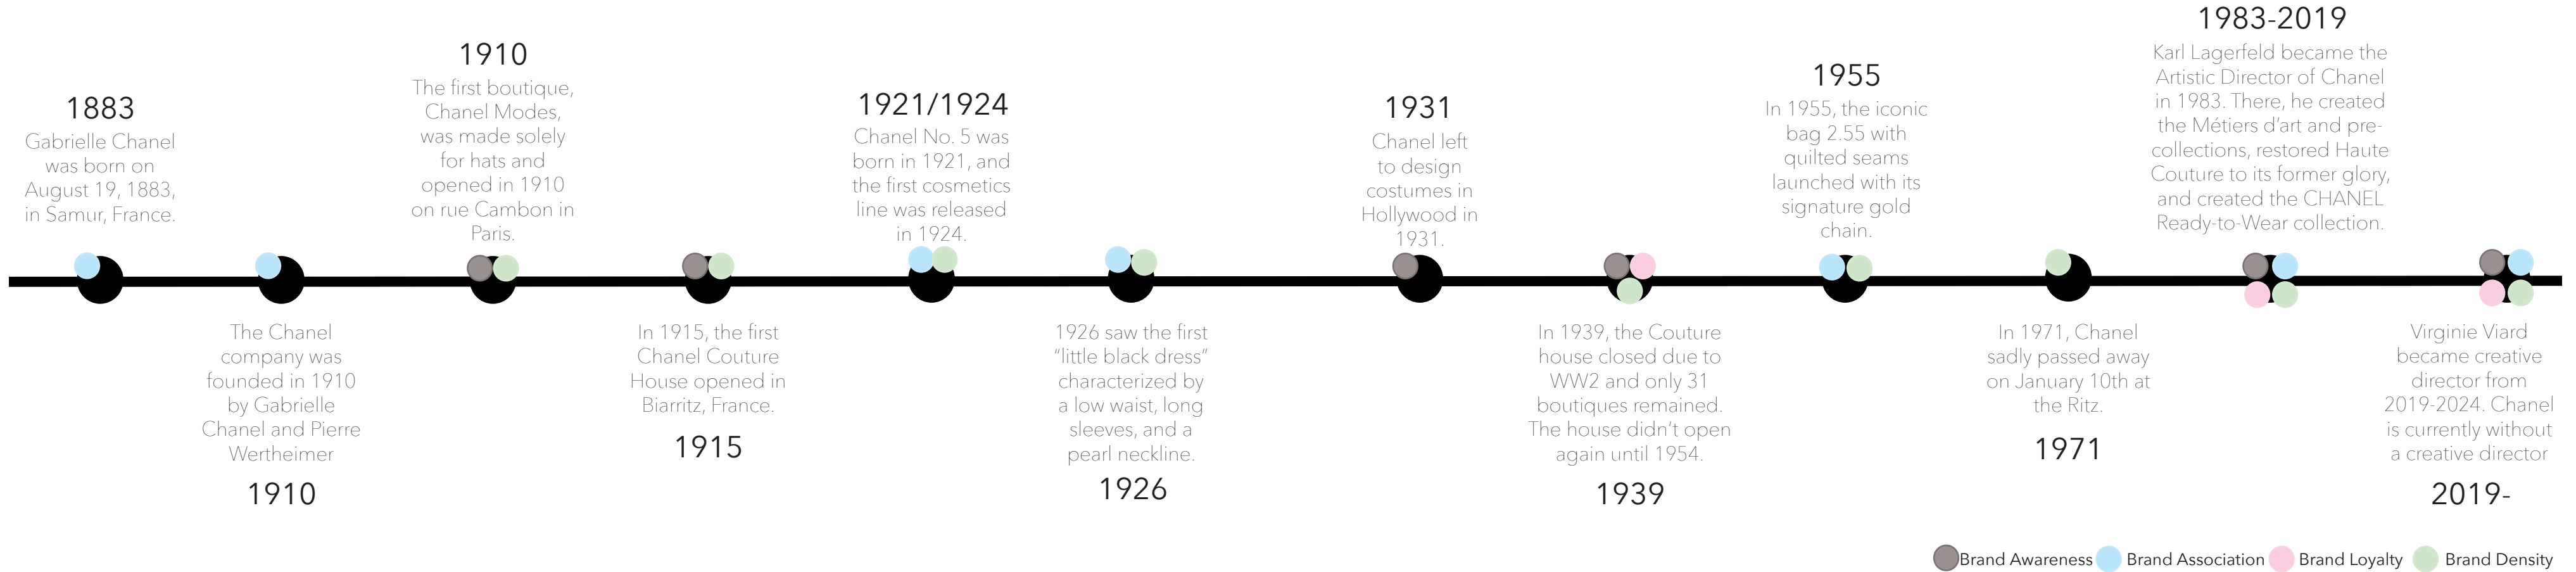 1883
Gabrielle Chanel
was born on
August 19, 1883,
in Samur, France.
The Chanel
company was
founded in 1910
by Gabrielle
Chanel and Pierre
Wertheimer
1910
1910
The first boutique,
Chanel Modes,
was made solely
for hats and
opened in 1910
on rue Cambon in
Paris.
In 1915, the first
Chanel Couture
House opened in
Biarritz, France.
1915
1921/1924
Chanel No. 5 was
born in 1921, and
the first cosmetics
line was released
in 1924.
1926 saw the first
“little black dress”
characterized by
a low waist, long
sleeves, and a
pearl neckline.
1926
1931
Chanel left
to design
costumes in
Hollywood in
1931.
In 1939, the Couture
house closed due to
WW2 and only 31
boutiques remained.
The house didn’t open
again until 1954.
1939
1955
In 1955, the iconic
bag 2.55 with
quilted seams
launched with its
signature gold
chain.
In 1971, Chanel
sadly passed away
on January 10th at
the Ritz.
1971
1983-2019
Karl Lagerfeld became the
Artistic Director of Chanel
in 1983. There, he created
the Métiers d’art and pre-
collections, restored Haute
Couture to its former glory,
and created the CHANEL
Ready-to-Wear collection.
Virginie Viard
became creative
director from
2019-2024. Chanel
is currently without
a creative director
2019-
Brand Awareness Brand Association Brand Loyalty Brand Density